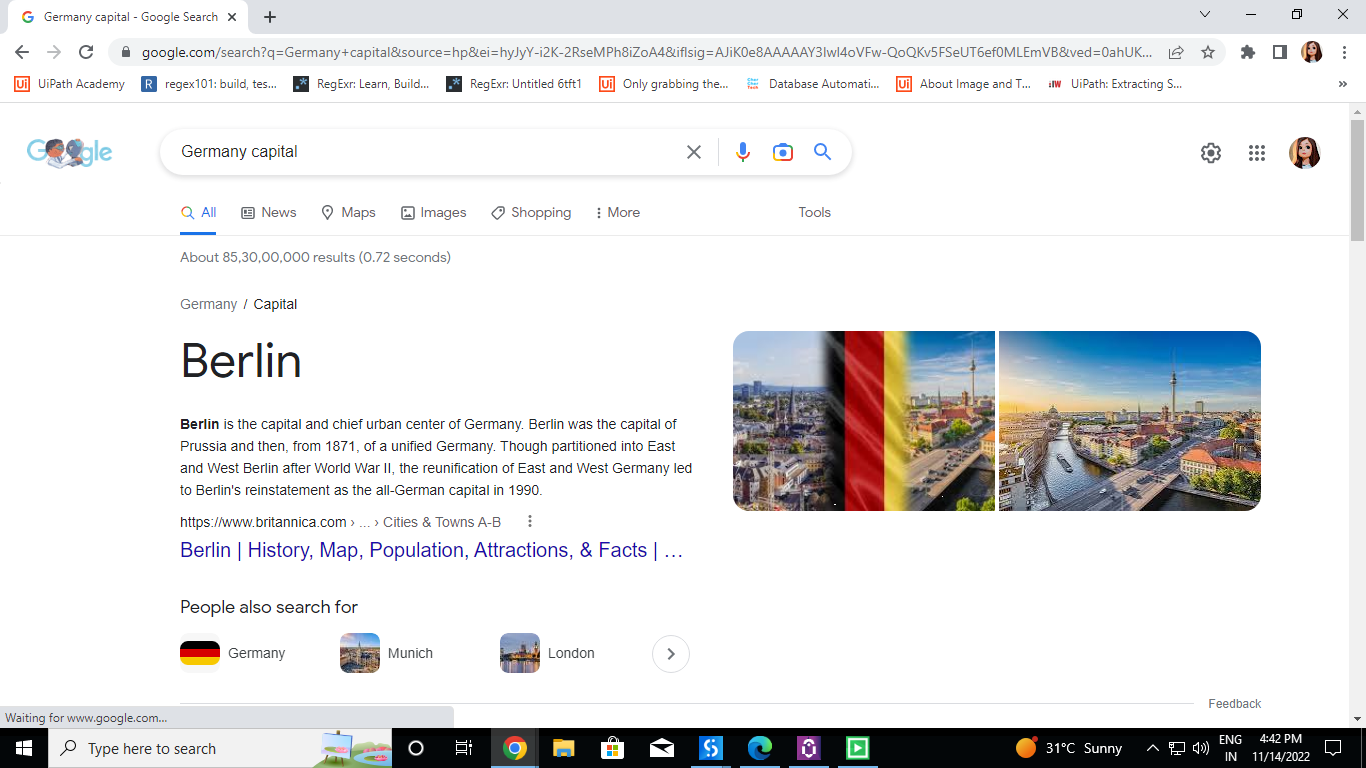 Germany capital - Google Search
google.com/search?q=Germany+capital&source=hp&ei=hyJyY-i2K-2RseMPh8iZoA4&iflsig=AJiK0e8AAAAAY3Iwl4oVFw-QoQKv5FSeUT6ef0MLEmVB&ved=0ahUK...
UiPath Academy
regex101: build, tes...
RegExr: Learn, Build...
RegExr: Untitled 6tft1
Only grabbing the...
Database Automati...
About Image and T...
UiPath: Extracting S...
Google
Germany capital
All
News
Maps
Images
Shopping
More
Tools
About 85,30,00,000 results (0.72 seconds)
Germany / Capital
Berlin
Berlin is the capital and chief urban center of Germany. Berlin was the capital of
Prussia and then, from 1871, of a unified Germany. Though partitioned into East
and West Berlin after World War II, the reunification of East and West Germany led
to Berlin's reinstatement as the all-German capital in 1990.
https://www.britannica.com › ... › Cities & Towns A-B
Berlin | History, Map, Population, Attractions, & Facts | ...
People also search for
Germany
Munich
London
Feedback
Waiting for www.google.com...
Type here to search
31°C Sunny
ENG
IN
4:42 PM
11/14/2022